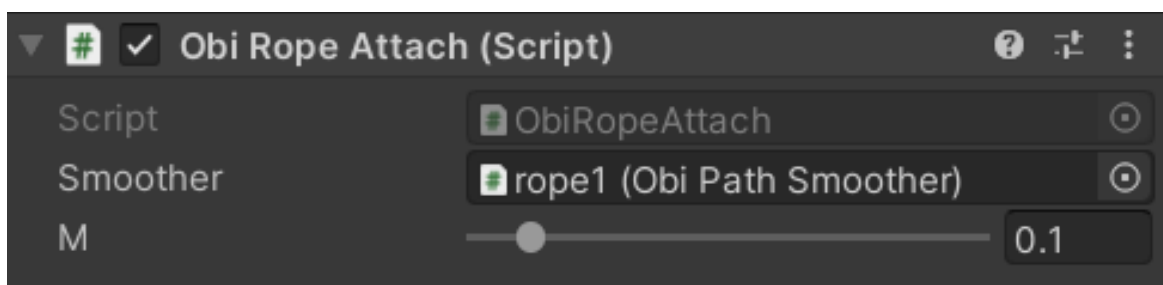 Obi Rope Attach (Script)
Script ObiRopeAttach
Smoother rope1 (Obi Path Smoother)
M 0.1